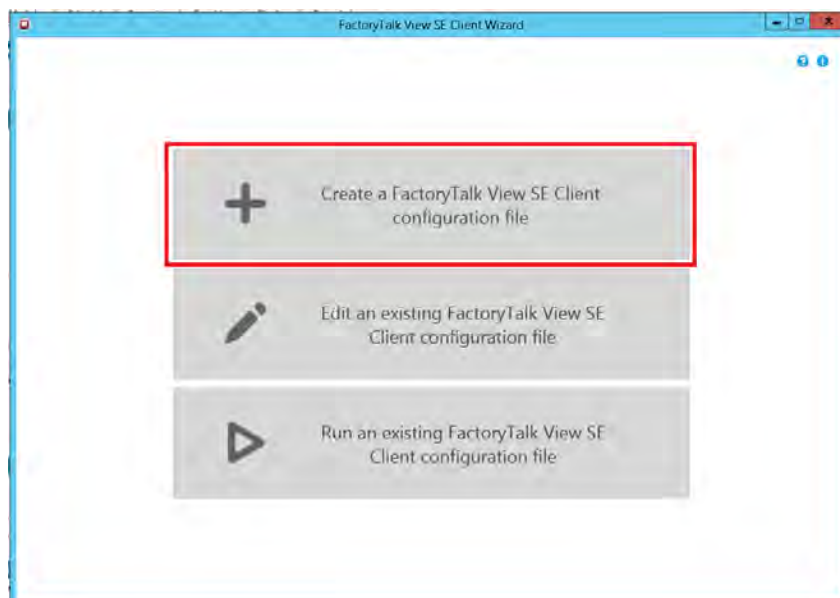 FactoryTalk View SE Client Wizard
Create a FactoryTalk View SE Client
configuration file
Edit an existing FactoryTalk View SE
Client configuration file
Run an existing FactoryTalk View SE
Client configuration file